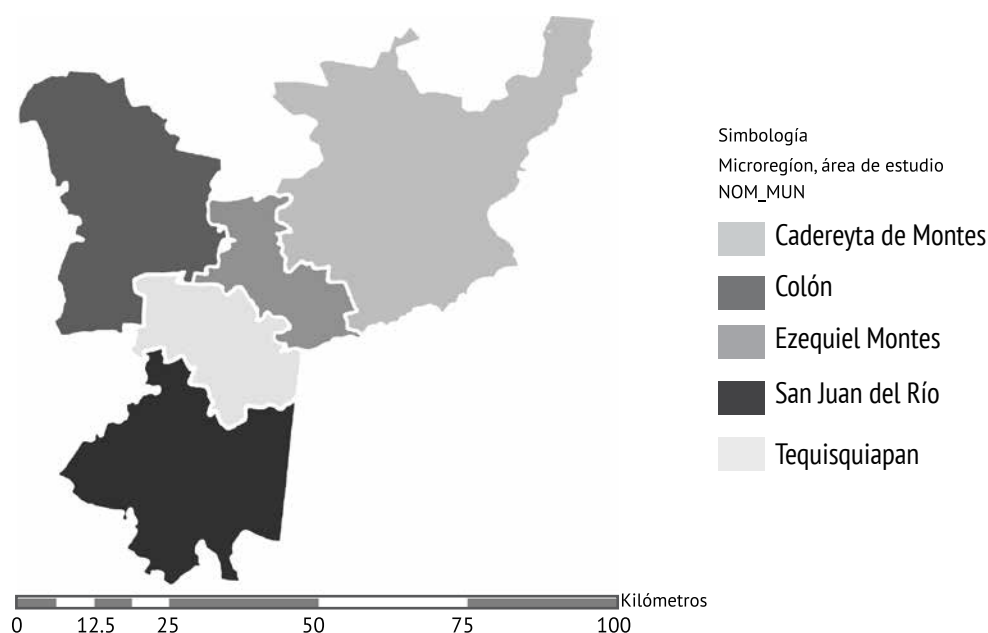 Simbología
Microregíon, área de estudio
NOM_MUN
Cadereyta de Montes
Colón
Ezequiel Montes
San Juan del Río
Tequisquiapan
Kilómetros
0 12.5 25 50 75 100